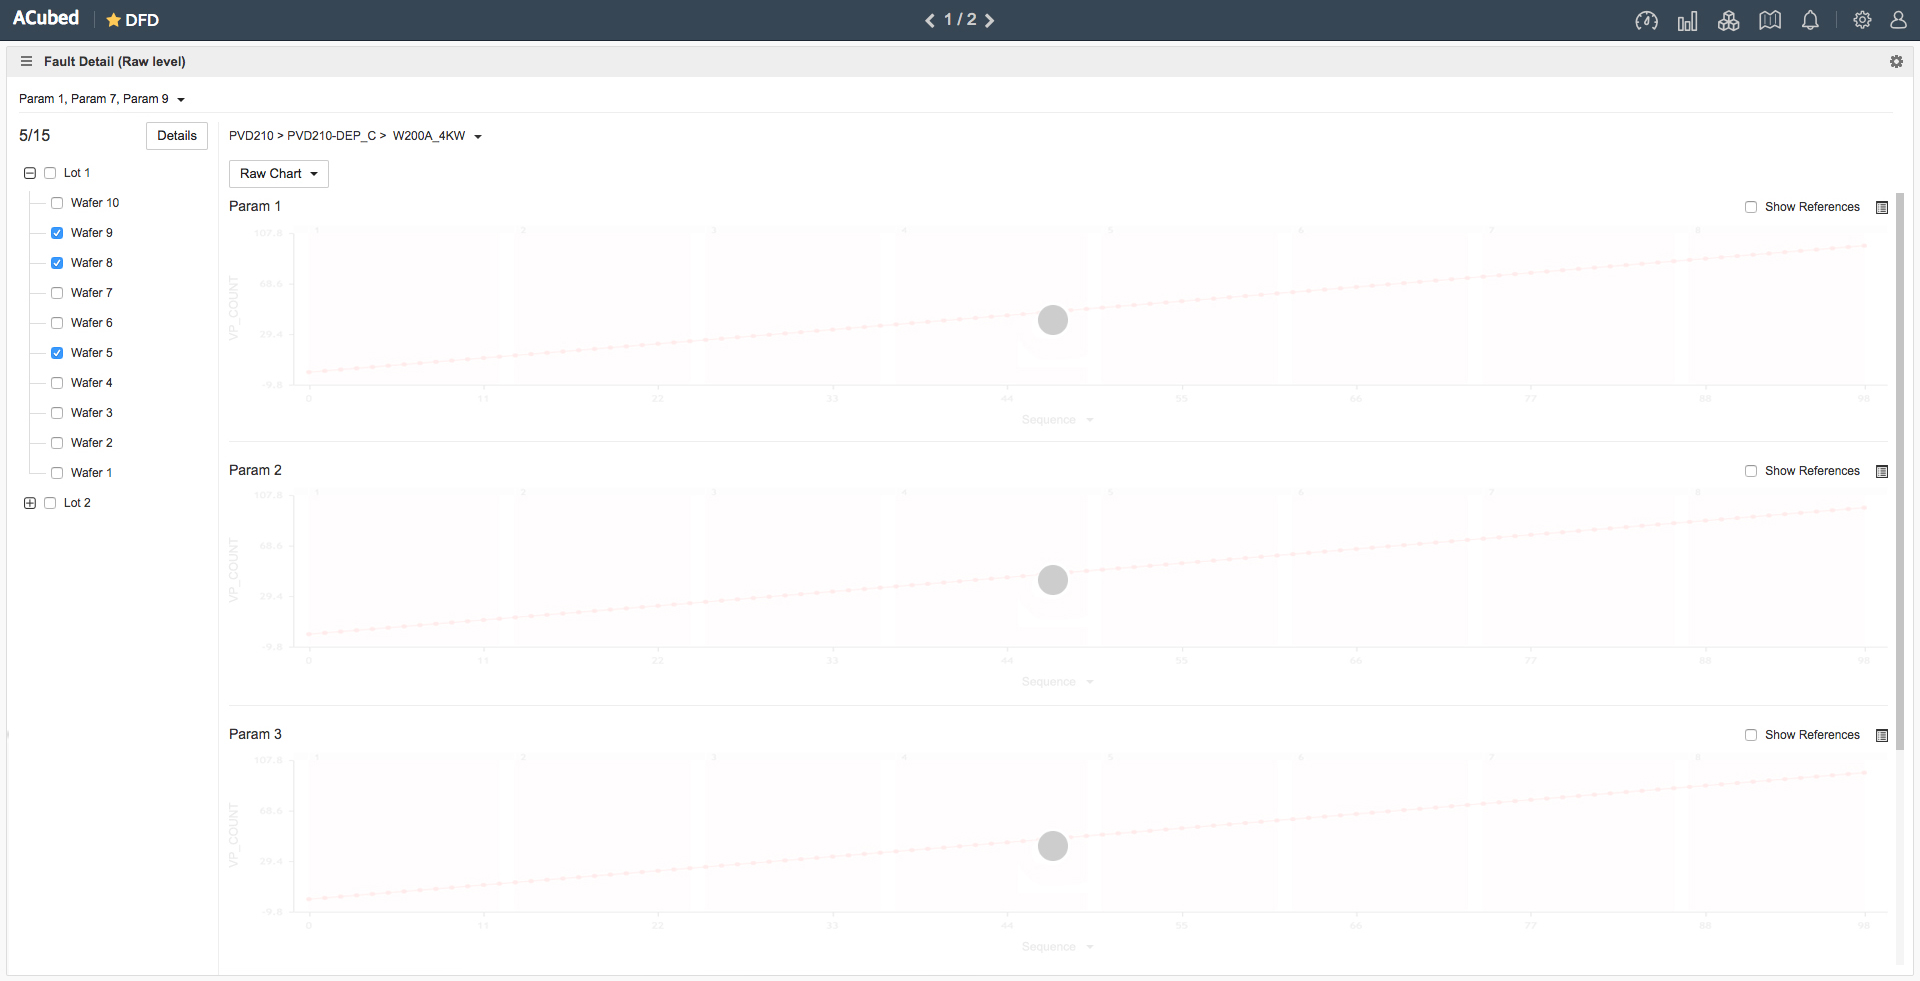 ACubed
DFD
1 / 2
Fault Detail (Raw level)
Param 1, Param 7, Param 9
5/15
Details
Lot 1
Wafer 10
Wafer 9
Wafer 8
Wafer 7
Wafer 6
Wafer 5
Wafer 4
Wafer 3
Wafer 2
Wafer 1
Lot 2
PVD210 > PVD210-DEP_C > W200A_4KW
Raw Chart
Param 1
Show References
1 2 3 4 5 6 7 8
107.8
68.6
29.4
-9.8
VP_COUNT
0 11 22 33 44 55 66 77 88 98
Sequence
Param 2
Show References
1 2 3 4 5 6 7 8
107.8
68.6
29.4
-9.8
VP_COUNT
0 11 22 33 44 55 66 77 88 98
Sequence
Param 3
Show References
1 2 3 4 5 6 7 8
107.8
68.6
29.4
-9.8
VP_COUNT
0 11 22 33 44 55 66 77 88 98
Sequence